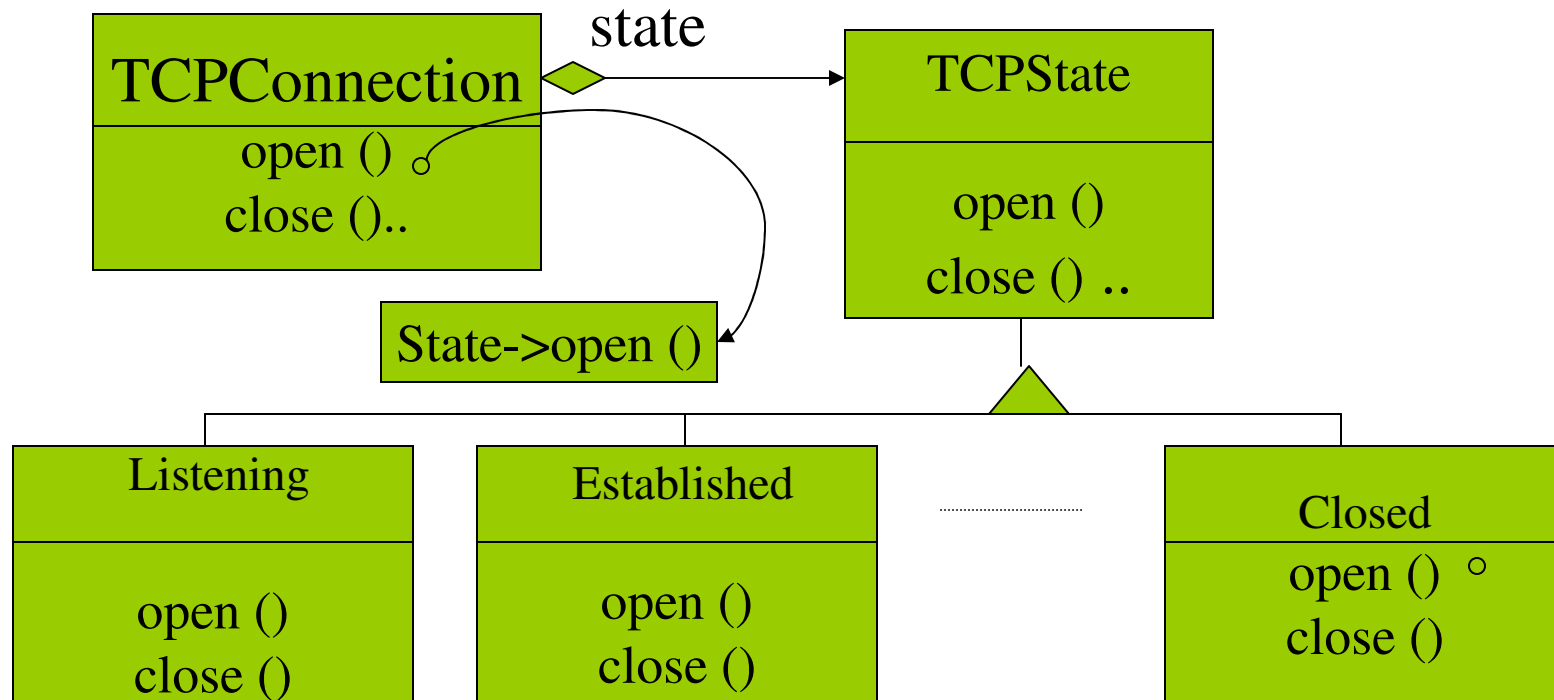 state
TCPConnection
open ()
close ()..
TCPState
open ()
close () ..
State->open ()
Listening
open ()
close ()
Established
open ()
close ()
Closed
open ()
close ()